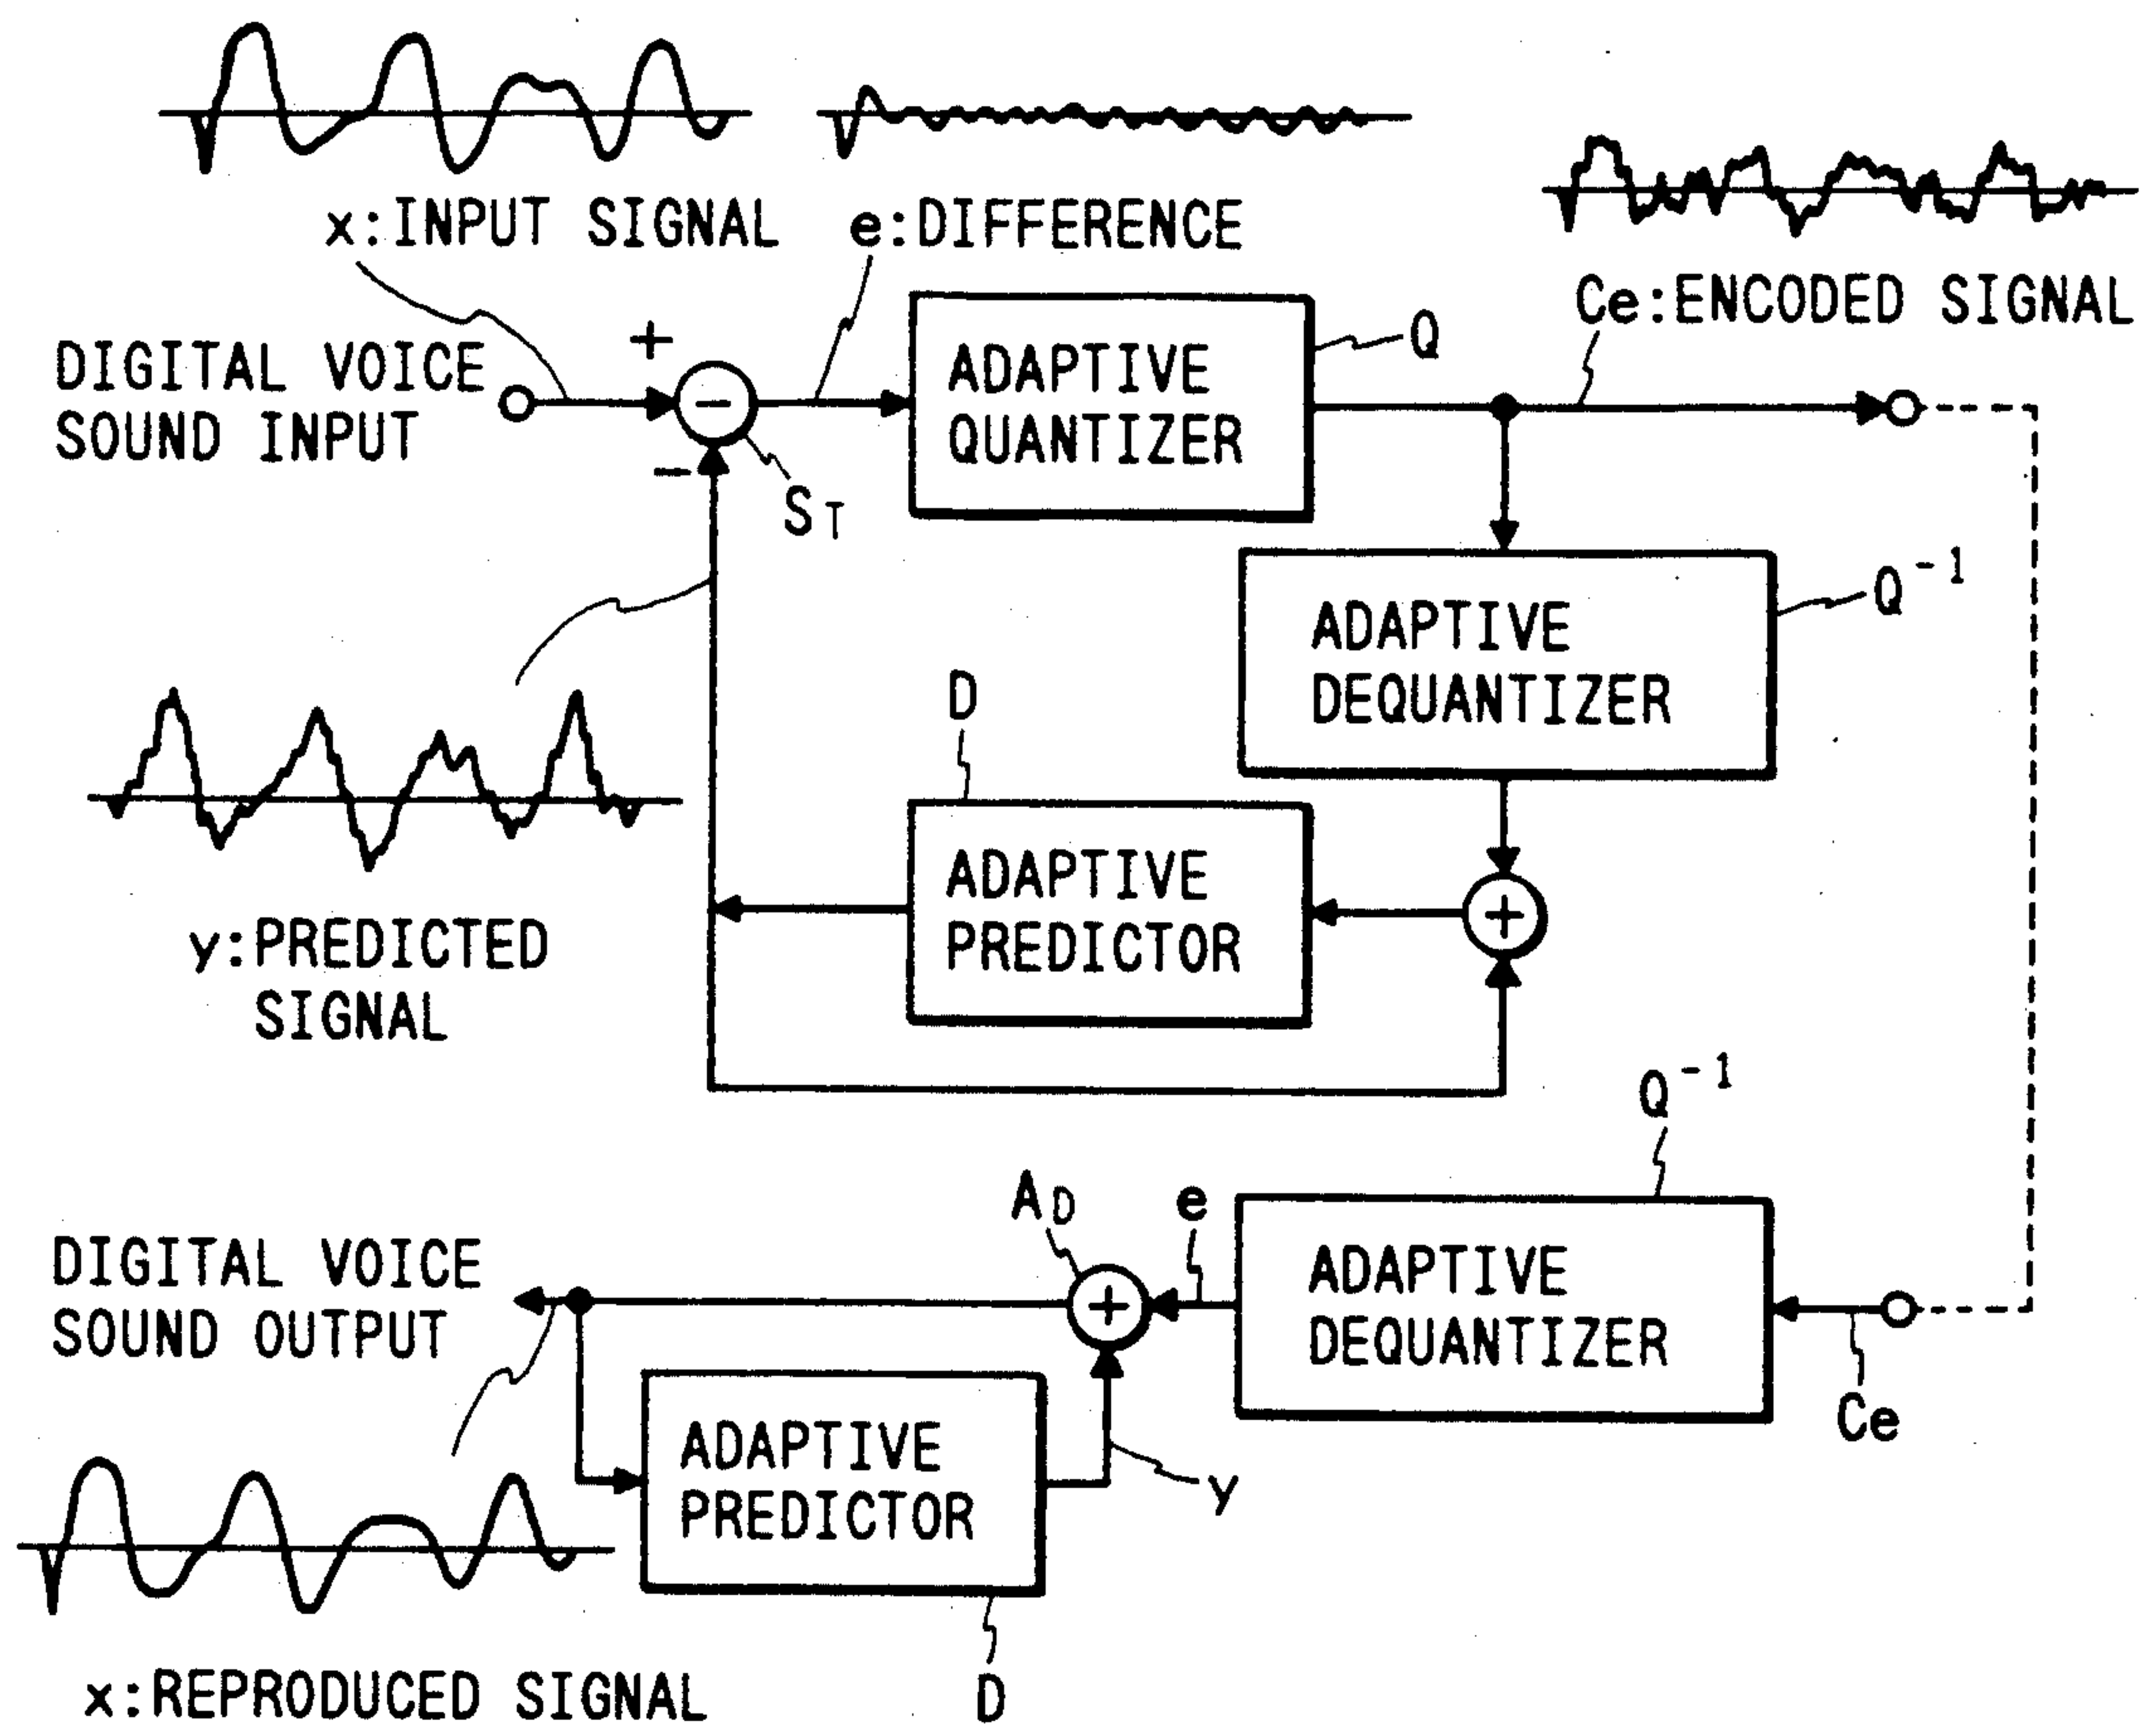 x:INPUT SIGNAL
e:DIFFERENCE
Ce:ENCODED SIGNAL
DIGITAL VOICE
SOUND INPUT
+
−
−
ST
ADAPTIVE
QUANTIZER
Q
ADAPTIVE
DEQUANTIZER
Q-1
D
ADAPTIVE
PREDICTOR
+
y:PREDICTED
SIGNAL
Q-1
AD
e
+
ADAPTIVE
DEQUANTIZER
Ce
DIGITAL VOICE
SOUND OUTPUT
ADAPTIVE
PREDICTOR
y
D
x:REPRODUCED SIGNAL